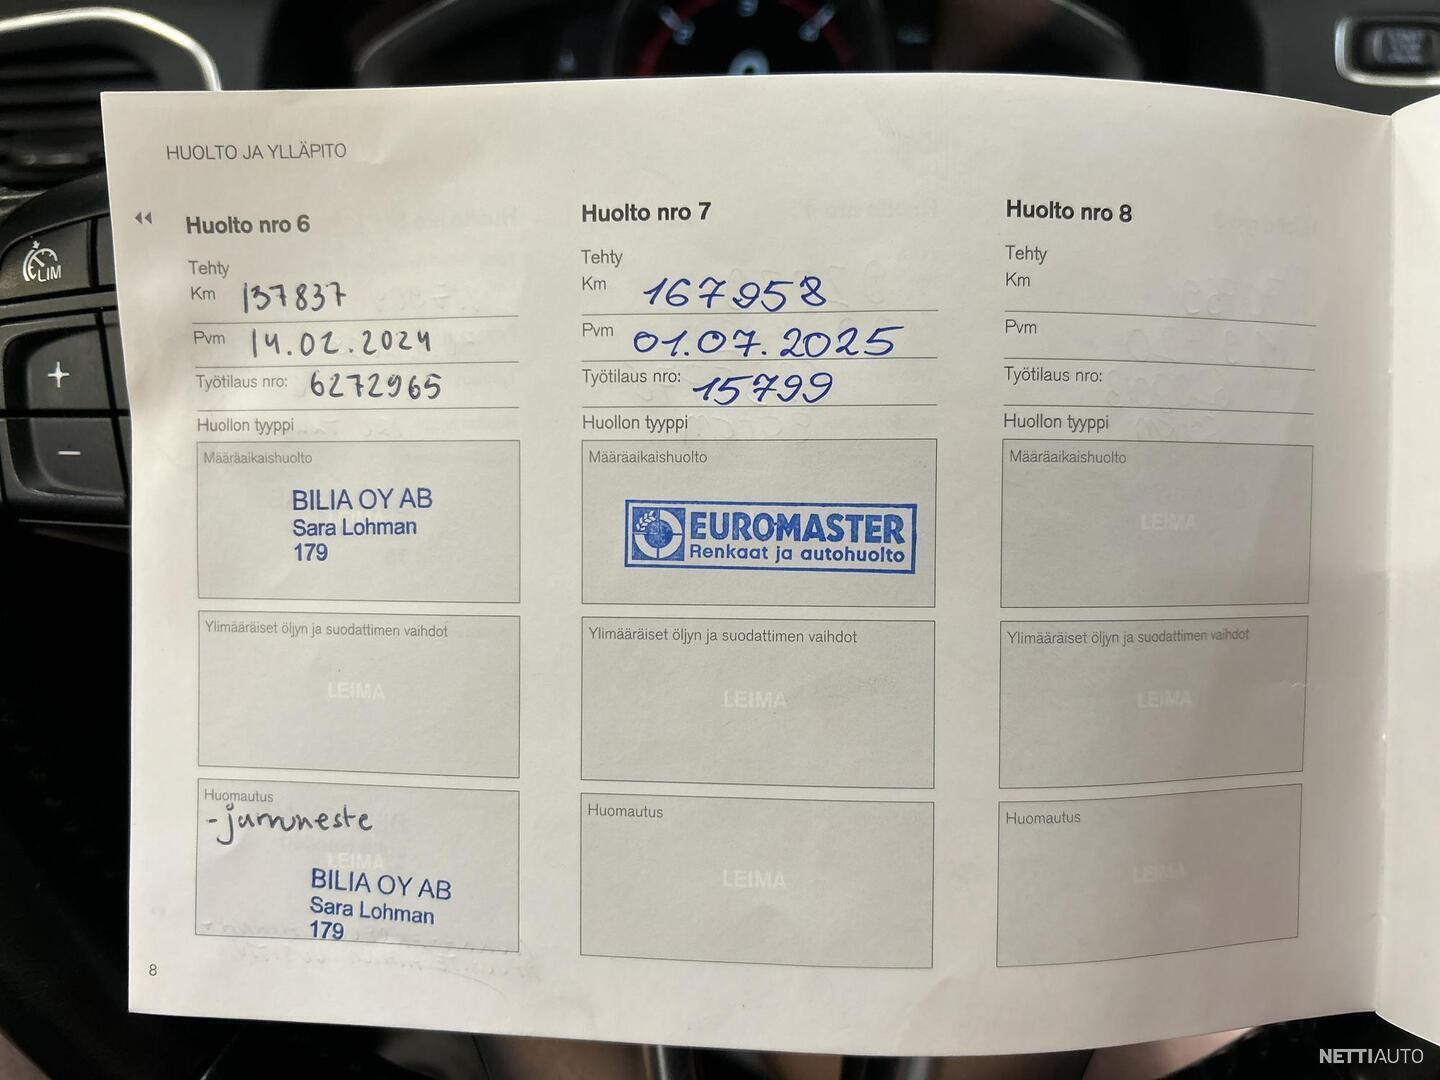 HUOLTO JA YLLÄPITO
Huolto nro 6
Tehty
Km 137837
Pvm 14.02.2024
Työtilaus nro: 6272965
Huollon tyyppi
Määräaikaishuolto
BILIA OY AB
Sara Lohman
179
Ylimääräiset öljyn ja suodattimen vaihdot
LEIMA
Huomautus
-jarruneste
LEIMA
BILIA OY AB
Sara Lohman
179
8
Huolto nro 7
Tehty
Km 167958
Pvm 01.07.2025
Työtilaus nro: 15799
Huollon tyyppi
Määräaikaishuolto
EUROMASTER
Renkaat ja autohuolto
Ylimääräiset öljyn ja suodattimen vaihdot
LEIMA
Huomautus
LEIMA
Huolto nro 8
Tehty
Km
Pvm
Työtilaus nro:
Huollon tyyppi
Määräaikaishuolto
LEIMA
Ylimääräiset öljyn ja suodattimen vaihdot
LEIMA
Huomautus
LEIMA
LIM
NETTIAUTO